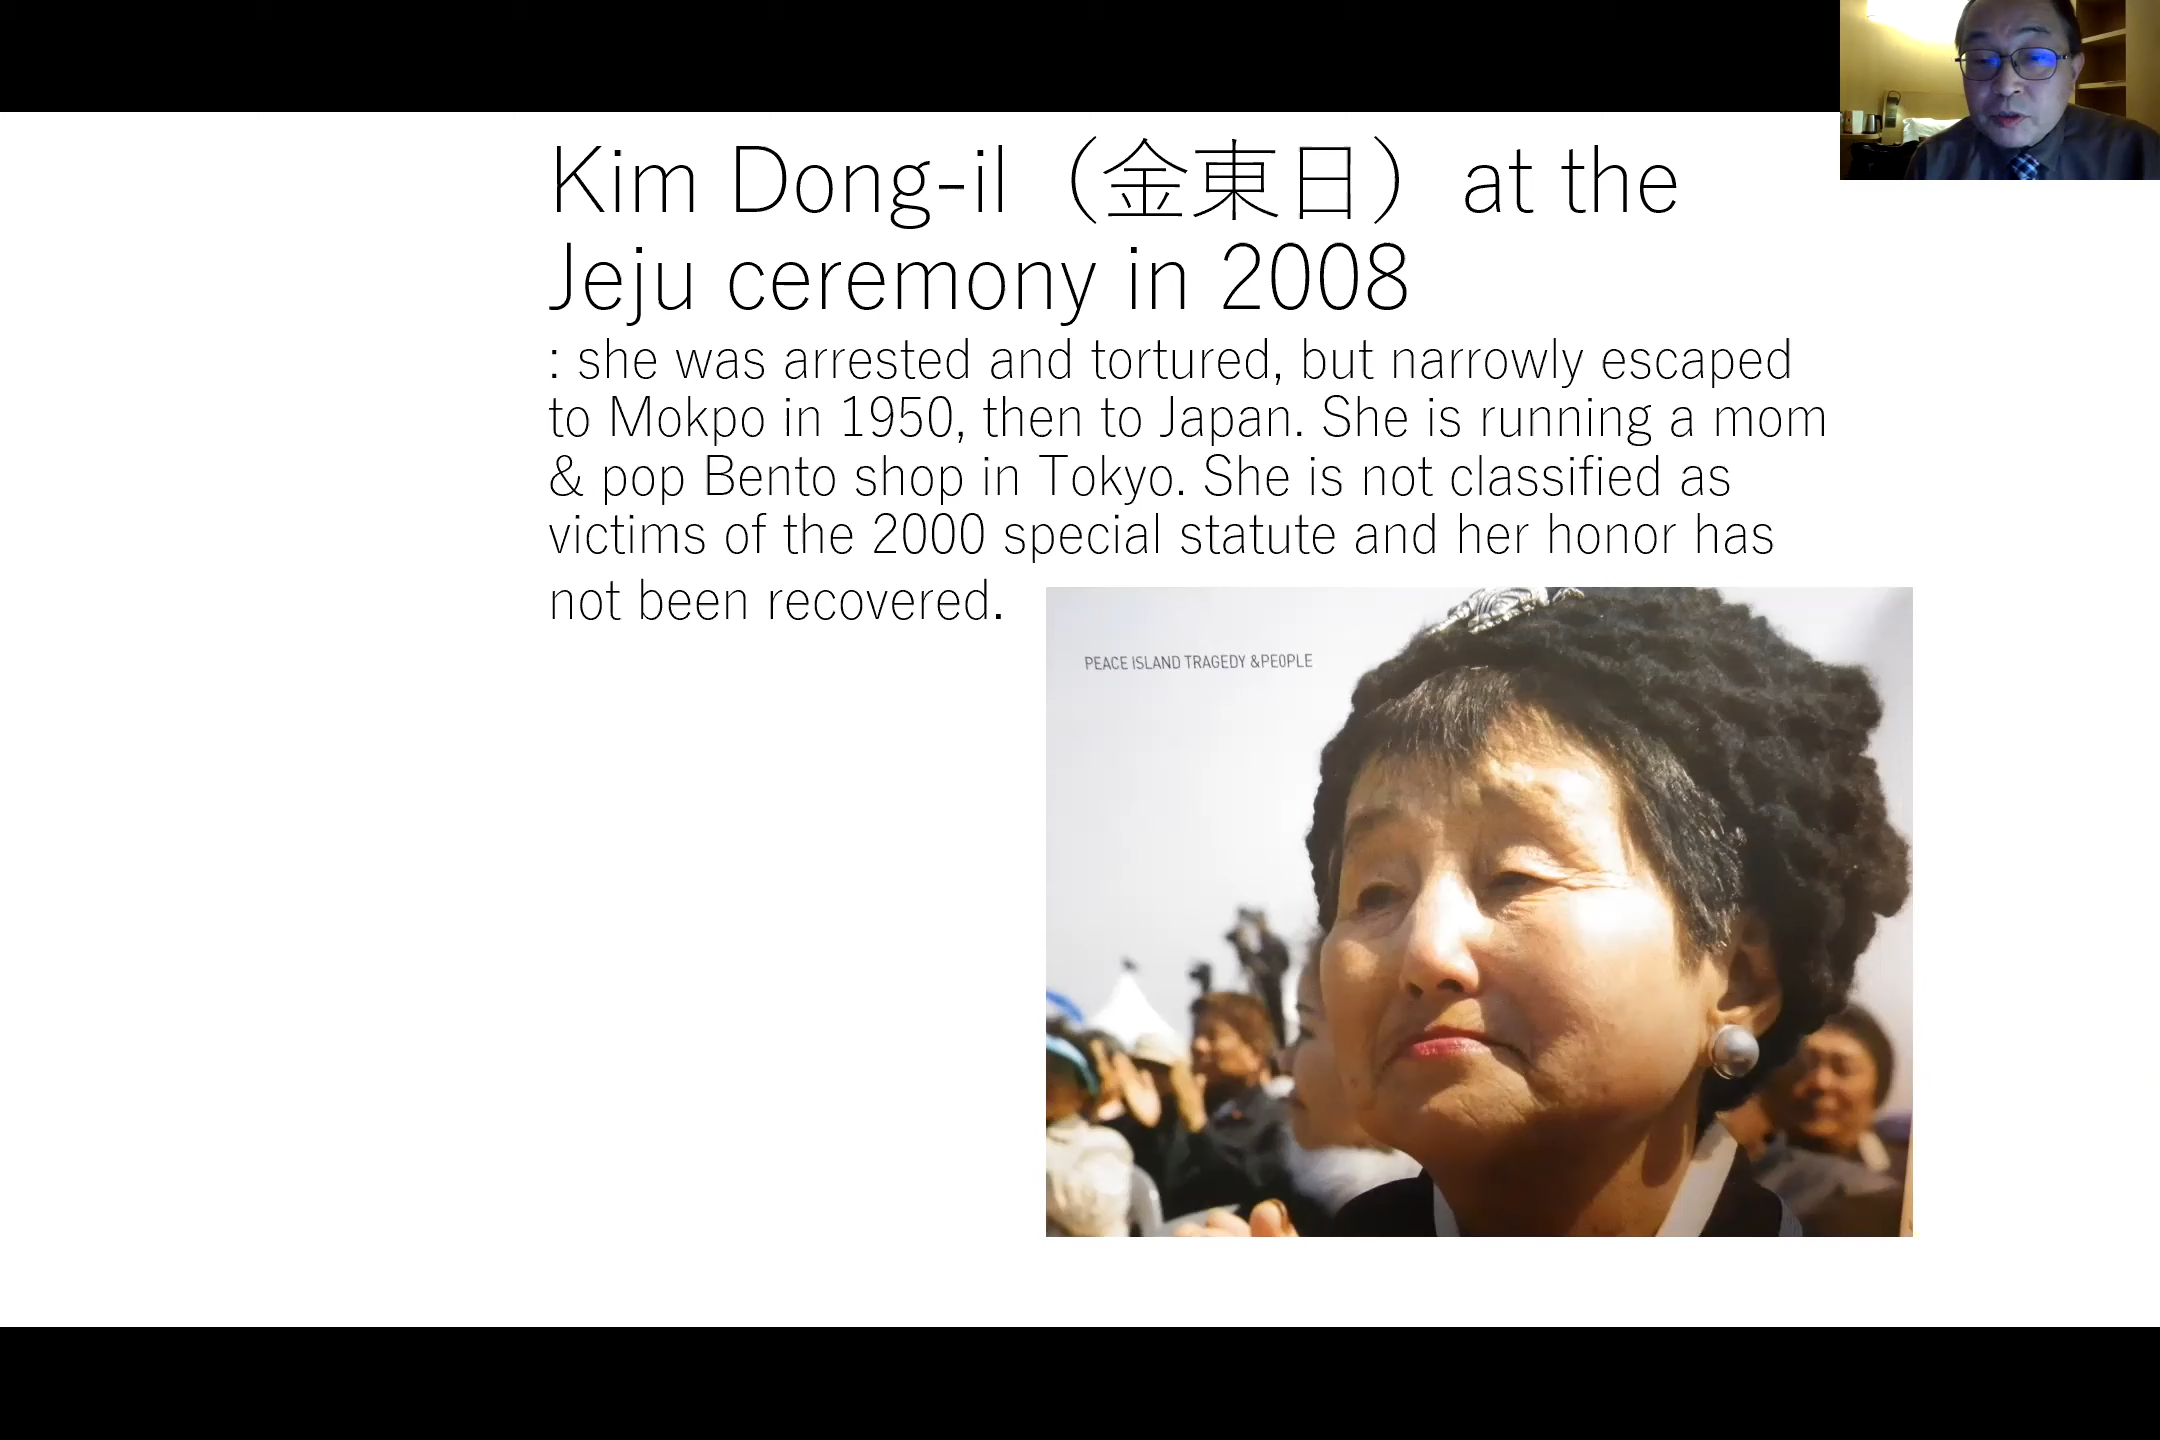 Kim Dong-il（金東日）at the
Jeju ceremony in 2008
: she was arrested and tortured, but narrowly escaped
to Mokpo in 1950, then to Japan. She is running a mom
& pop Bento shop in Tokyo. She is not classified as
victims of the 2000 special statute and her honor has
not been recovered.
PEACE ISLAND TRAGEDY &PEOPLE